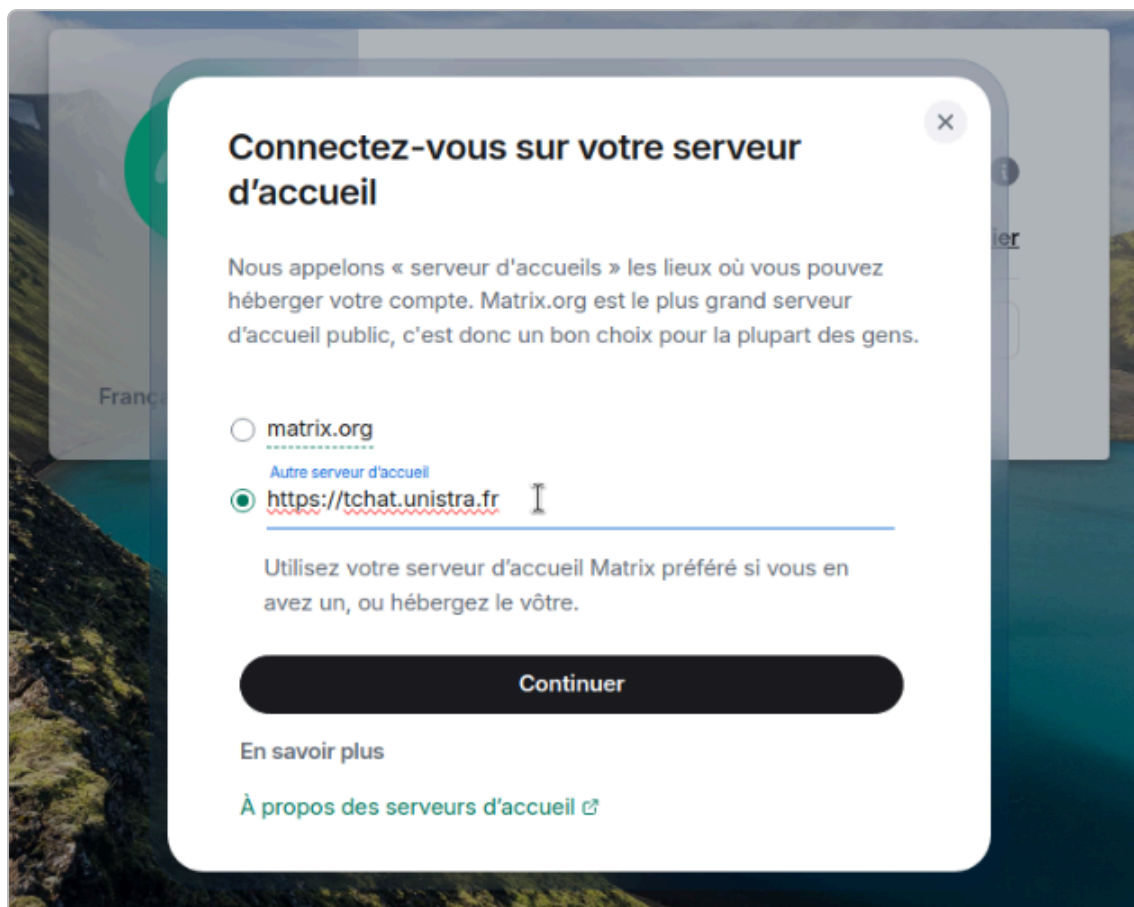 Connectez-vous sur votre serveur
d’accueil
Nous appelons « serveur d'accueils » les lieux où vous pouvez
héberger votre compte. Matrix.org est le plus grand serveur
d’accueil public, c'est donc un bon choix pour la plupart des gens.
matrix.org
Autre serveur d’accueil
https://tchat.unistra.fr
Utilisez votre serveur d’accueil Matrix préféré si vous en
avez un, ou hébergez le vôtre.
Continuer
En savoir plus
À propos des serveurs d’accueil